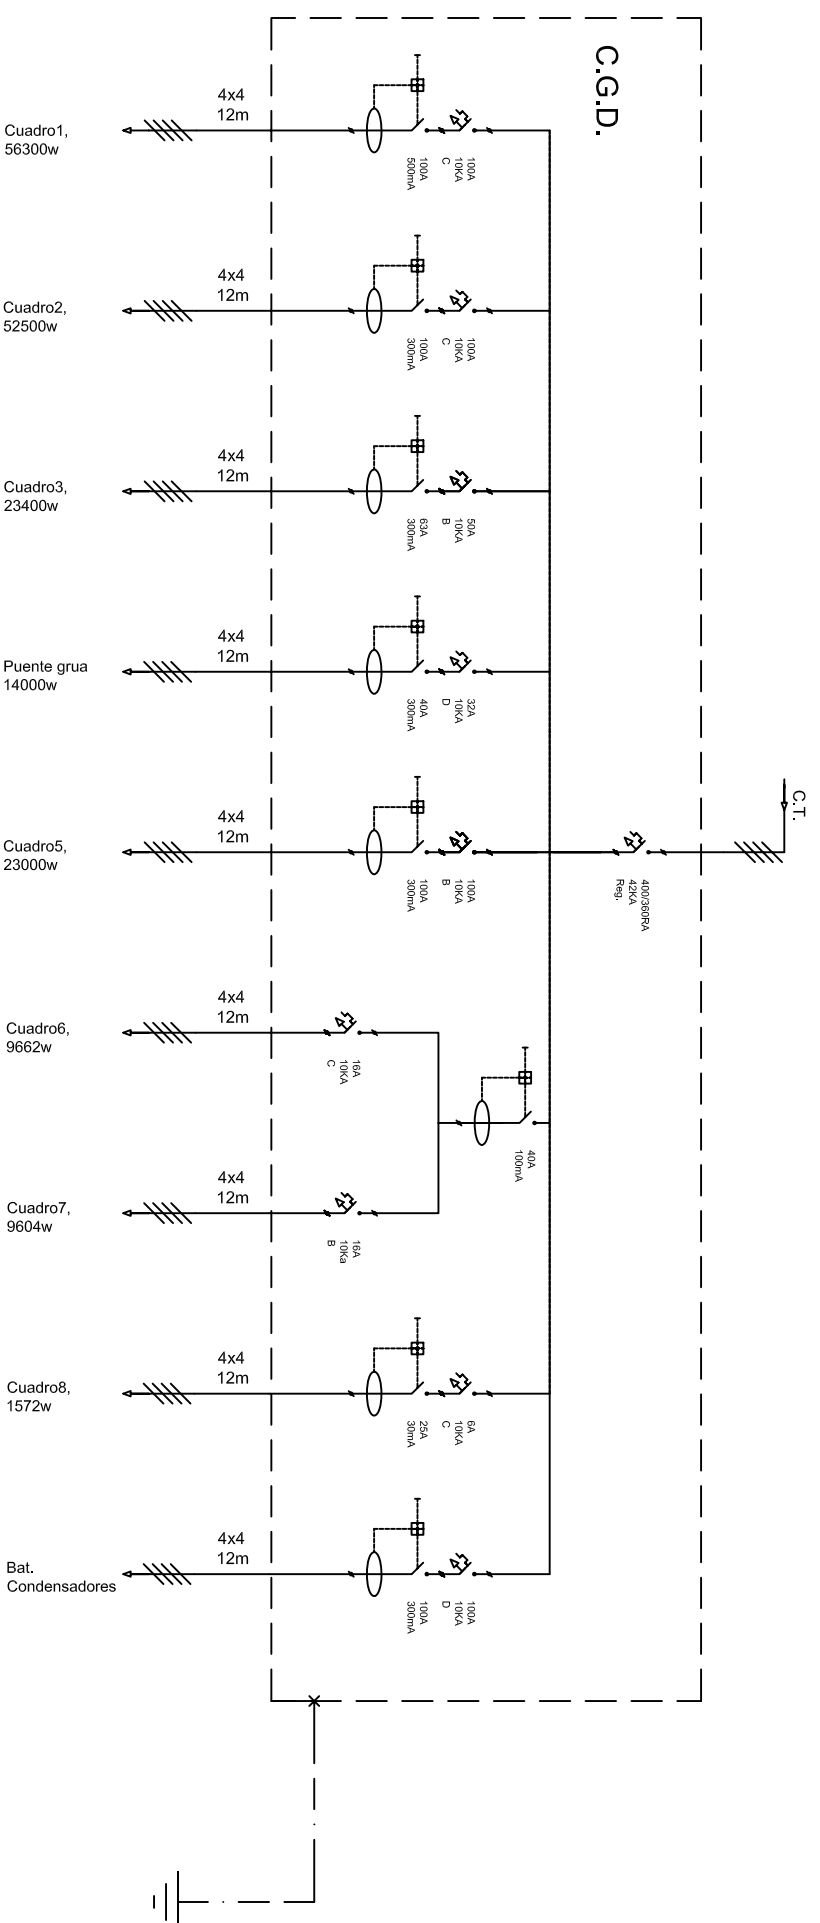 C.G.D.
C.T.
400/360RA
42KA
Reg.
4x4
12m
Cuadro1,
56300w
100A
500mA
100A
10KA
C
4x4
12m
Cuadro2,
52500w
100A
300mA
100A
10KA
C
4x4
12m
Cuadro3,
23400w
63A
300mA
50A
10KA
B
4x4
12m
Puente grua
14000w
40A
300mA
32A
10KA
D
4x4
12m
Cuadro5,
23000w
100A
300mA
100A
10KA
B
4x4
12m
Cuadro6,
9662w
16A
10KA
C
40A
100mA
4x4
12m
Cuadro7,
9604w
16A
10Ka
B
4x4
12m
Cuadro8,
1572w
25A
30mA
6A
10KA
C
4x4
12m
Bat.
Condensadores
100A
300mA
100A
10KA
D